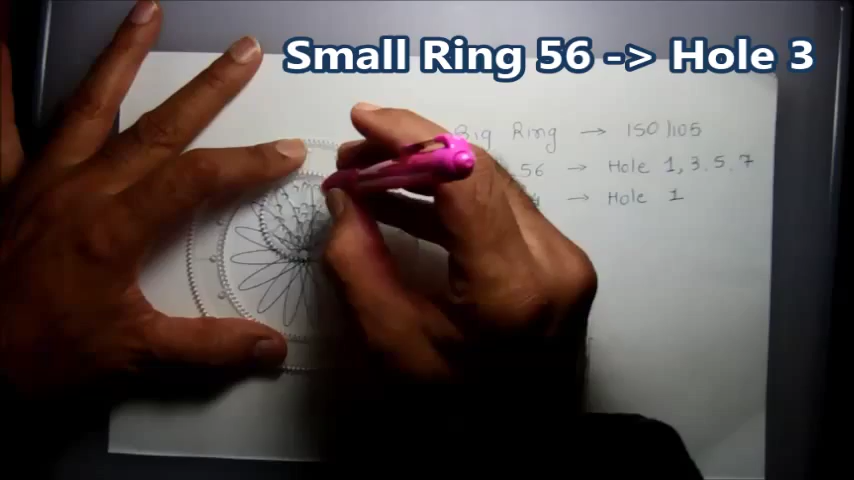 Small Ring 56 -> Hole 3
Big Ring → 150/105
56 → Hole 1, 3, 5, 7
→ Hole 1